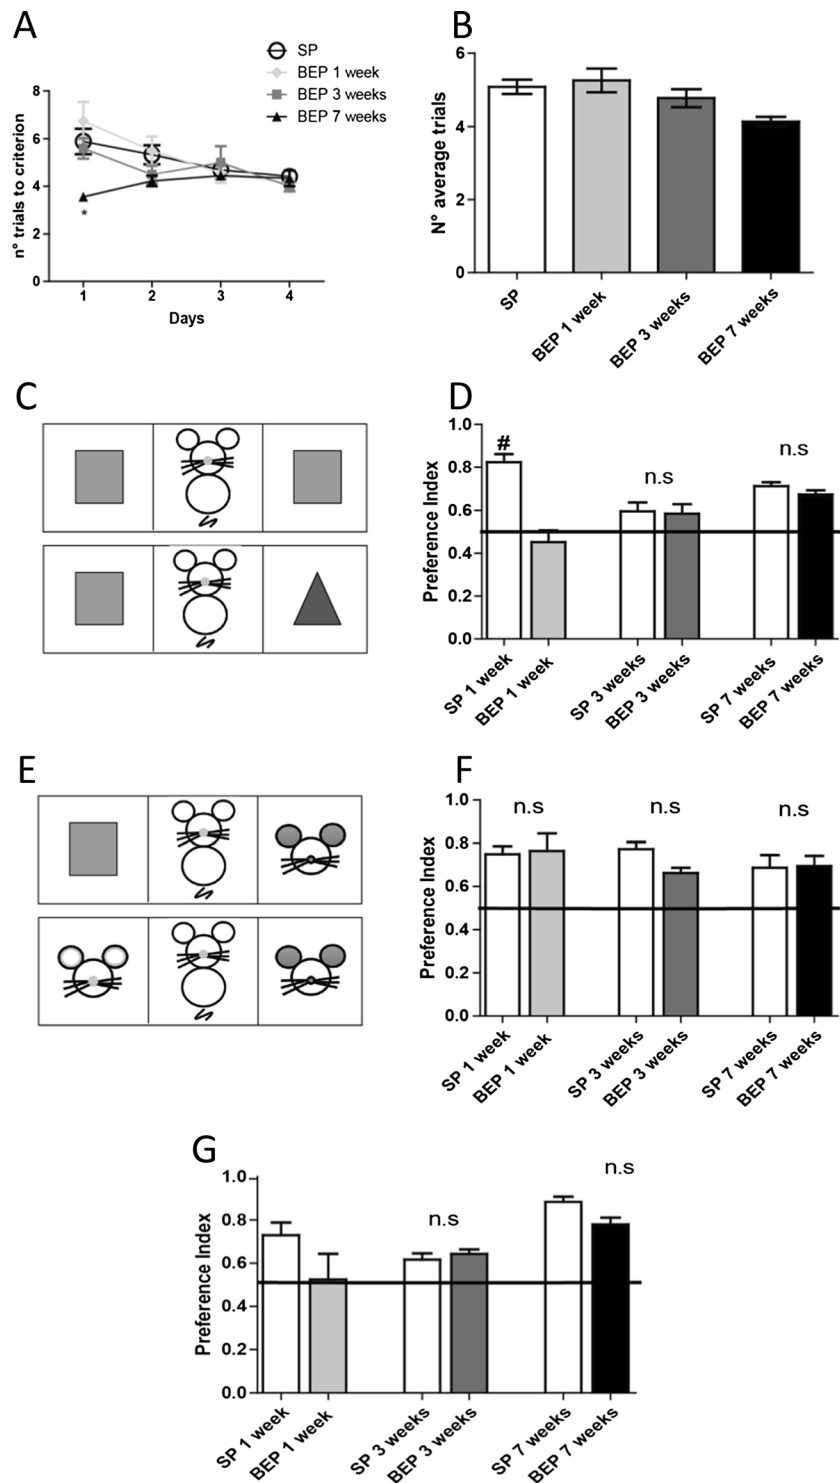 A
SP
BEP 1 week
BEP 3 weeks
BEP 7 weeks
n° trials to criterion
8
6
4
2
0
*
1 2 3 4
Days
B
N° average trials
6
4
2
0
SP
BEP 1 week
BEP 3 weeks
BEP 7 weeks
C
D
Preference Index
1.0
0.8
0.6
0.4
0.2
0.0
#
n.s
n.s
SP 1 week
BEP 1 week
SP 3 weeks
BEP 3 weeks
SP 7 weeks
BEP 7 weeks
E
F
Preference Index
1.0
0.8
0.6
0.4
0.2
0.0
n.s
n.s
n.s
SP 1 week
BEP 1 week
SP 3 weeks
BEP 3 weeks
SP 7 weeks
BEP 7 weeks
G
Preference Index
1.0
0.8
0.6
0.4
0.2
0.0
n.s
n.s
SP 1 week
BEP 1 week
SP 3 weeks
BEP 3 weeks
SP 7 weeks
BEP 7 weeks